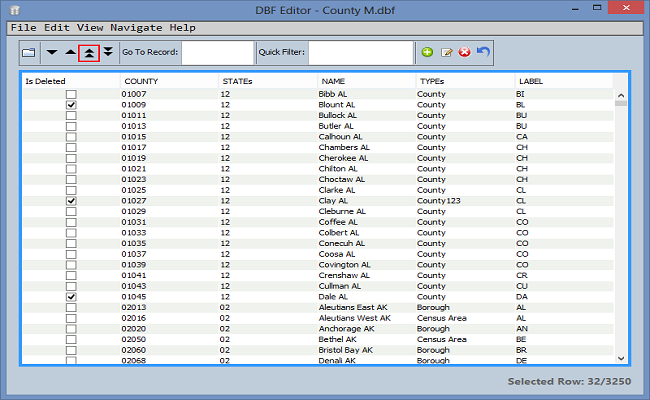 DBF Editor - County M.dbf
File Edit View Navigate Help
Go To Record: Quick Filter:
Is Deleted COUNTY STATEs NAME TYPEs LABEL
01007 12 Bibb AL County BI
01009 12 Blount AL County BL
01011 12 Bullock AL County BU
01013 12 Butler AL County BU
01015 12 Calhoun AL County CA
01017 12 Chambers AL County CH
01019 12 Cherokee AL County CH
01021 12 Chilton AL County CH
01023 12 Choctaw AL County CH
01025 12 Clarke AL County CL
01027 12 Clay AL County123 CL
01029 12 Cleburne AL County CL
01031 12 Coffee AL County CO
01033 12 Colbert AL County CO
01035 12 Conecuh AL County CO
01037 12 Coosa AL County CO
01039 12 Covington AL County CO
01041 12 Crenshaw AL County CR
01043 12 Cullman AL County CU
01045 12 Dale AL County DA
02013 02 Aleutians East AK Borough AL
02016 02 Aleutians West AK Census Area AL
02020 02 Anchorage AK Borough AN
02050 02 Bethel AK Census Area BE
02060 02 Bristol Bay AK Borough BR
02068 02 Denali AK Borough DE
Selected Row: 32/3250